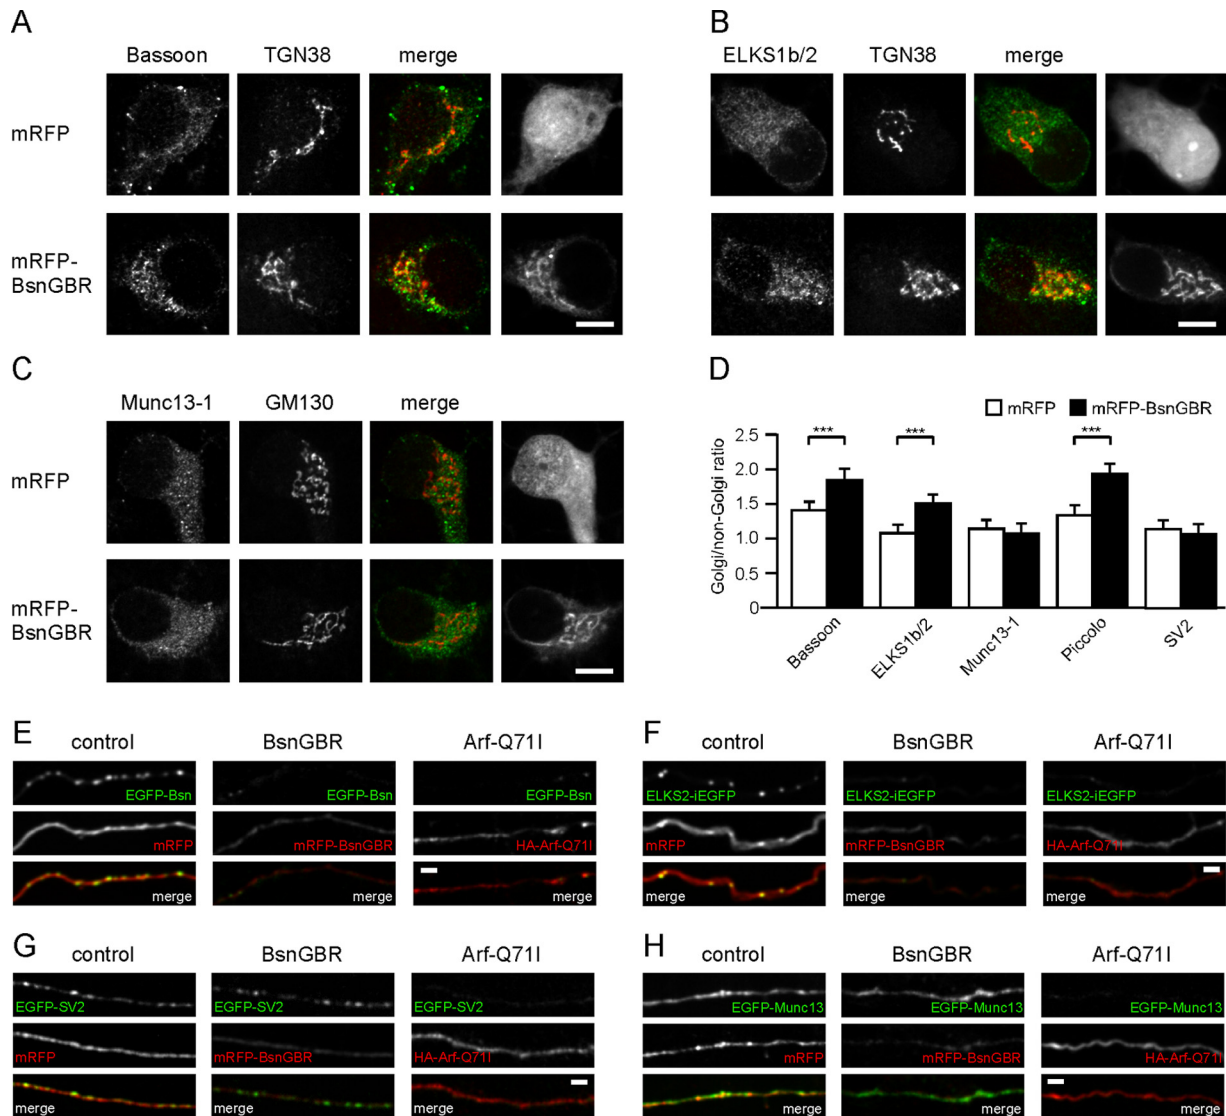 A
Bassoon TGN38 merge
mRFP
mRFP-
BsnGBR
B
ELKS1b/2 TGN38 merge
C
Munc13-1 GM130 merge
mRFP
mRFP-
BsnGBR
D
mRFP mRFP-BsnGBR
Golgi/non-Golgi ratio
2.5
2.0
1.5
1.0
0.5
0
*** *** ***
Bassoon
ELKS1b/2
Munc13-1
Piccolo
SV2
E
control BsnGBR Arf-Q71I
EGFP-Bsn EGFP-Bsn EGFP-Bsn
mRFP mRFP-BsnGBR HA-Arf-Q71I
merge merge merge
F
control BsnGBR Arf-Q71I
ELKS2-iEGFP ELKS2-iEGFP ELKS2-iEGFP
mRFP mRFP-BsnGBR HA-Arf-Q71I
merge merge merge
G
control BsnGBR Arf-Q71I
EGFP-SV2 EGFP-SV2 EGFP-SV2
mRFP mRFP-BsnGBR HA-Arf-Q71I
merge merge merge
H
control BsnGBR Arf-Q71I
EGFP-Munc13 EGFP-Munc13 EGFP-Munc13
mRFP mRFP-BsnGBR HA-Arf-Q71I
merge merge merge